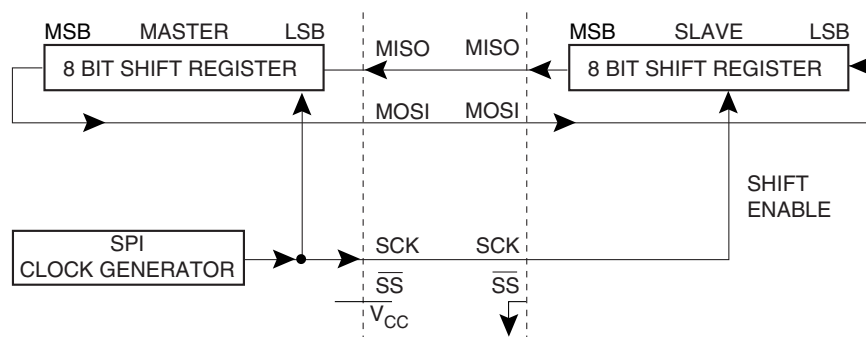 MSB MASTER LSB
8 BIT SHIFT REGISTER
MISO MISO
MSB SLAVE LSB
8 BIT SHIFT REGISTER
MOSI MOSI
SHIFT
ENABLE
SPI
CLOCK GENERATOR
SCK SCK
SS SS
VCC